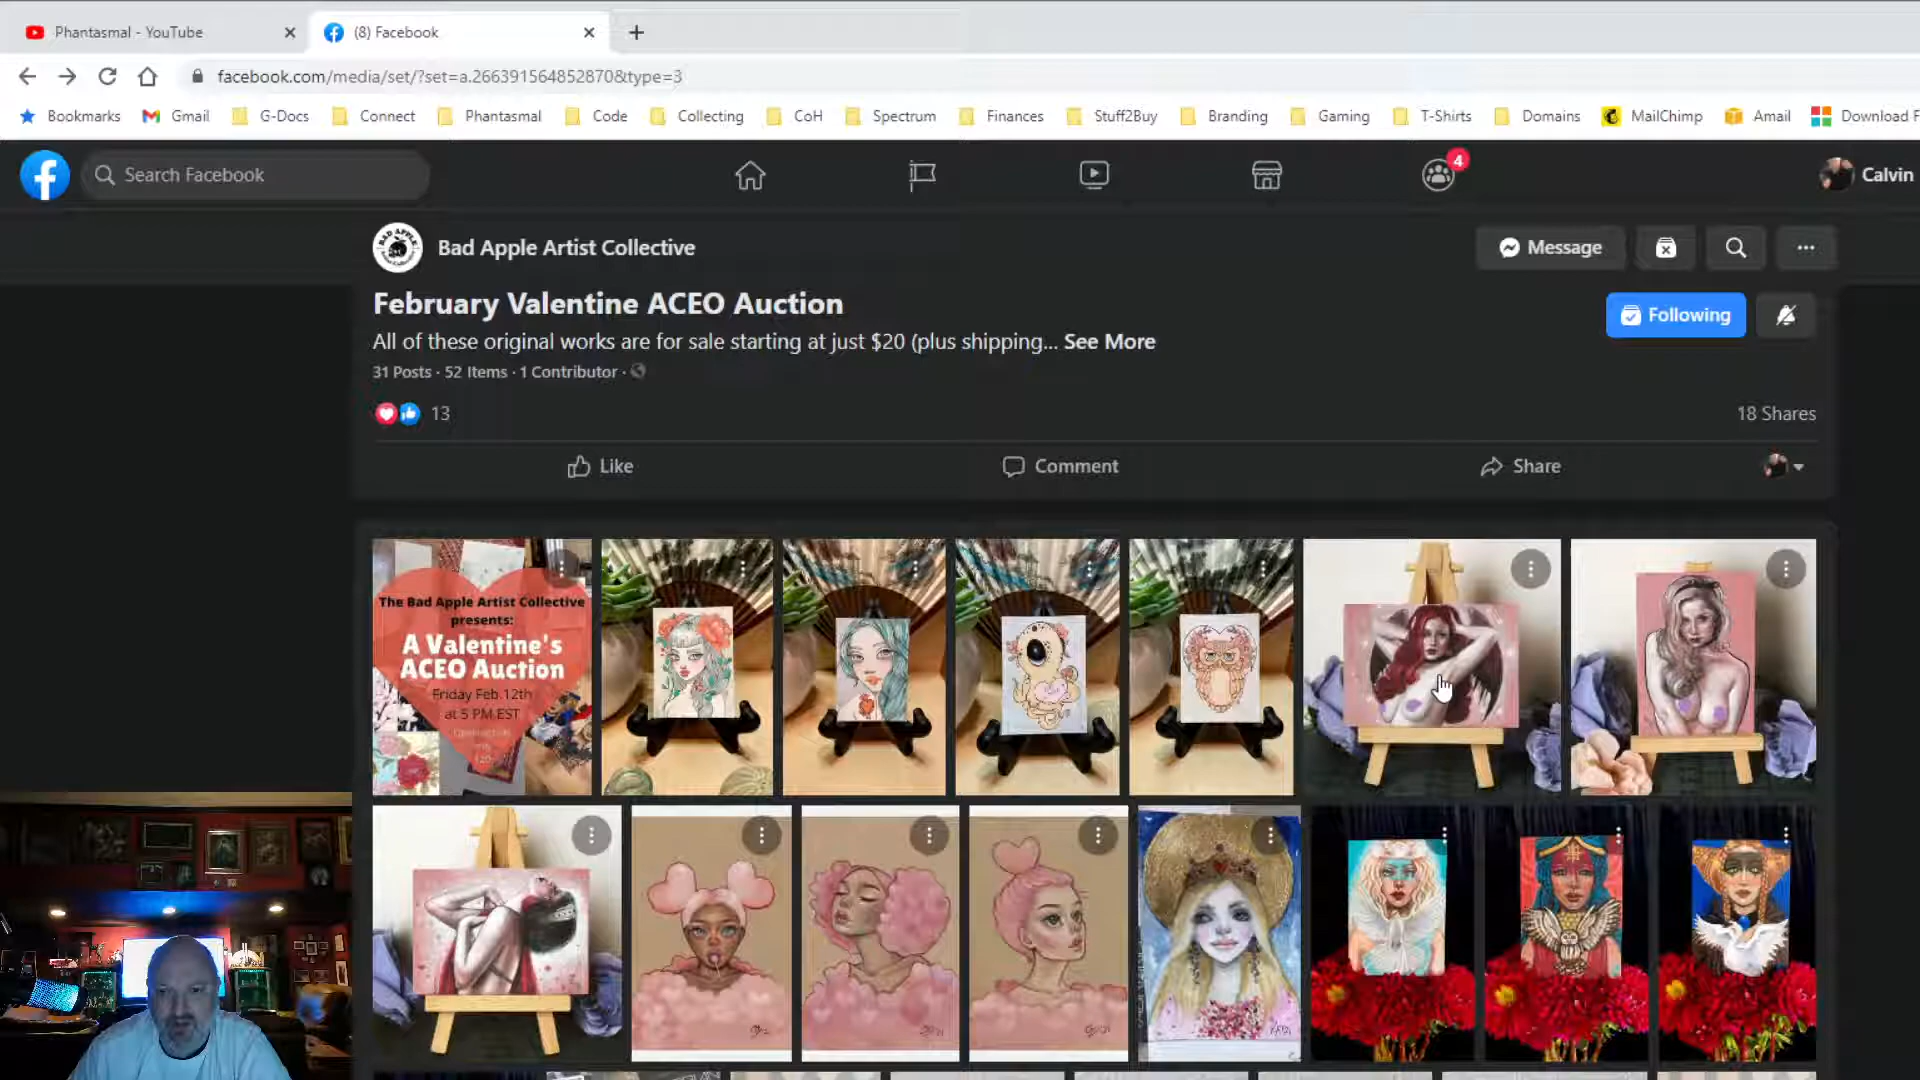 Phantasmal - YouTube
(8) Facebook
facebook.com/media/set/?set=a.266391564852870&type=3
Bookmarks Gmail G-Docs Connect Phantasmal Code Collecting CoH Spectrum Finances Stuff2Buy Branding Gaming T-Shirts Domains MailChimp Amail Download F
Search Facebook
4
Calvin
BAD APPLE
Bad Apple Artist Collective
Message
February Valentine ACEO Auction
Following
All of these original works are for sale starting at just $20 (plus shipping... See More
31 Posts · 52 Items · 1 Contributor ·
13
18 Shares
Like
Comment
Share
The Bad Apple Artist Collective
presents:
A Valentine's
ACEO Auction
Friday Feb.12th
at 5 PM EST